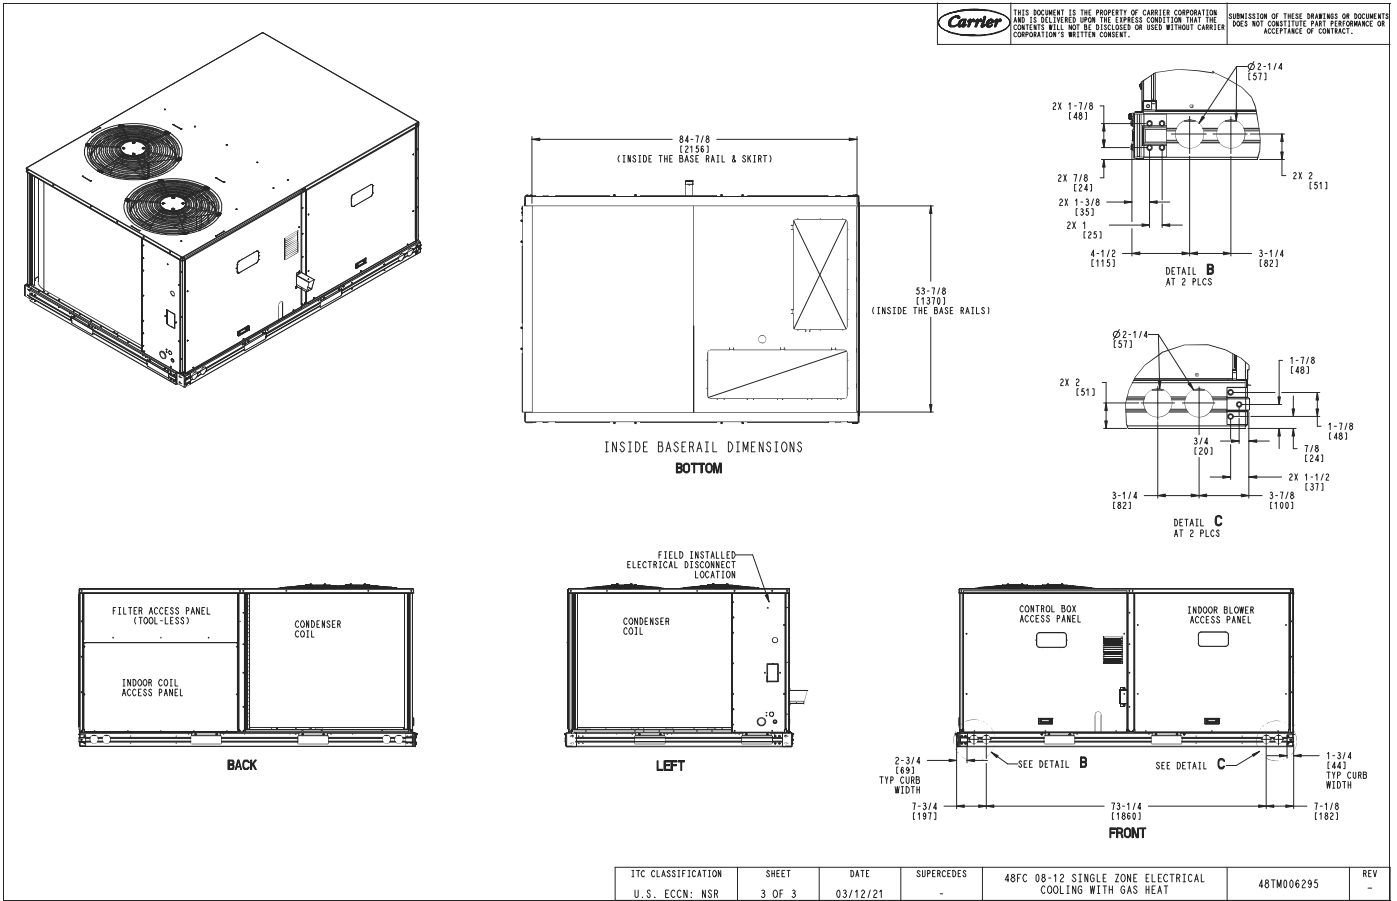 Carrier
THIS DOCUMENT IS THE PROPERTY OF CARRIER CORPORATION
AND IS DELIVERED UPON THE EXPRESS CONDITION THAT THE
CONTENTS WILL NOT BE DISCLOSED OR USED WITHOUT CARRIER
CORPORATION'S WRITTEN CONSENT.
SUBMISSION OF THESE DRAWINGS OR DOCUMENTS
DOES NOT CONSTITUTE PART PERFORMANCE OR
ACCEPTANCE OF CONTRACT.
84-7/8
[2156]
(INSIDE THE BASE RAIL & SKIRT)
53-7/8
[1370]
(INSIDE THE BASE RAILS)
INSIDE BASERAIL DIMENSIONS
BOTTOM
Ø2-1/4
[57]
2X 1-7/8
[48]
2X 7/8
[24]
2X 2
[51]
2X 1-3/8
[35]
2X 1
[25]
4-1/2
[115]
3-1/4
[82]
DETAIL B
AT 2 PLCS
Ø2-1/4
[57]
1-7/8
[48]
2X 2
[51]
1-7/8
[48]
3/4
[20]
7/8
[24]
2X 1-1/2
[37]
3-1/4
[82]
3-7/8
[100]
DETAIL C
AT 2 PLCS
FILTER ACCESS PANEL
(TOOL-LESS)
CONDENSER
COIL
INDOOR COIL
ACCESS PANEL
BACK
FIELD INSTALLED
ELECTRICAL DISCONNECT
LOCATION
CONDENSER
COIL
LEFT
CONTROL BOX
ACCESS PANEL
INDOOR BLOWER
ACCESS PANEL
2-3/4
[69]
TYP CURB
WIDTH
SEE DETAIL B
SEE DETAIL C
1-3/4
[44]
TYP CURB
WIDTH
7-3/4
[197]
73-1/4
[1860]
7-1/8
[182]
FRONT
ITC CLASSIFICATION
U.S. ECCN: NSR
SHEET
3 OF 3
DATE
03/12/21
SUPERCEDES
-
48FC 08-12 SINGLE ZONE ELECTRICAL
COOLING WITH GAS HEAT
48TM006295
REV
-